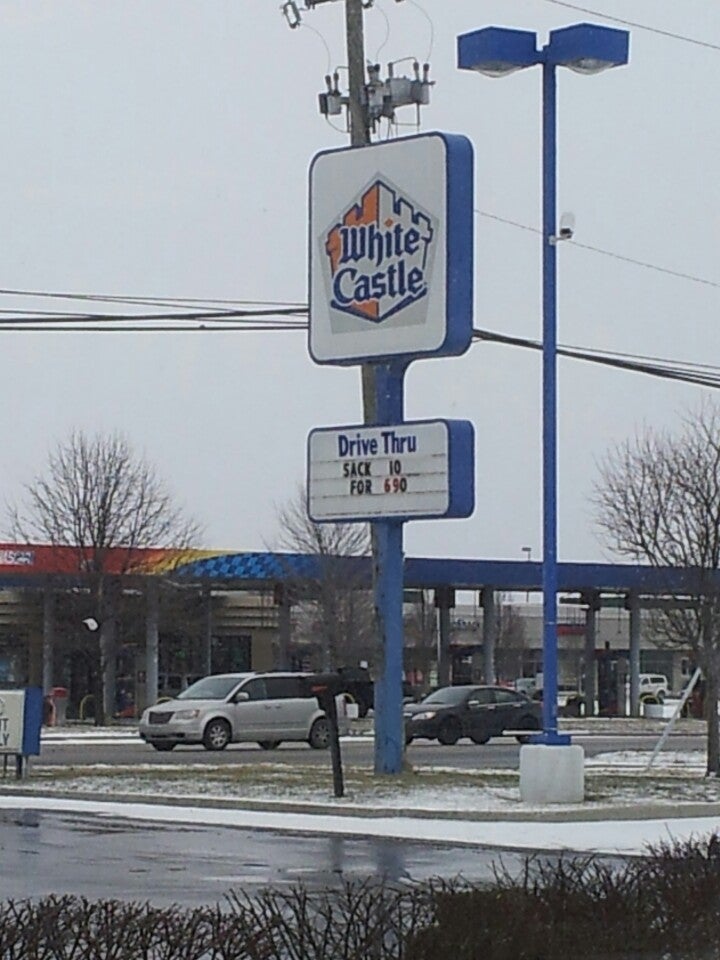 White
Castle
Drive Thru
SACK 10
FOR 690